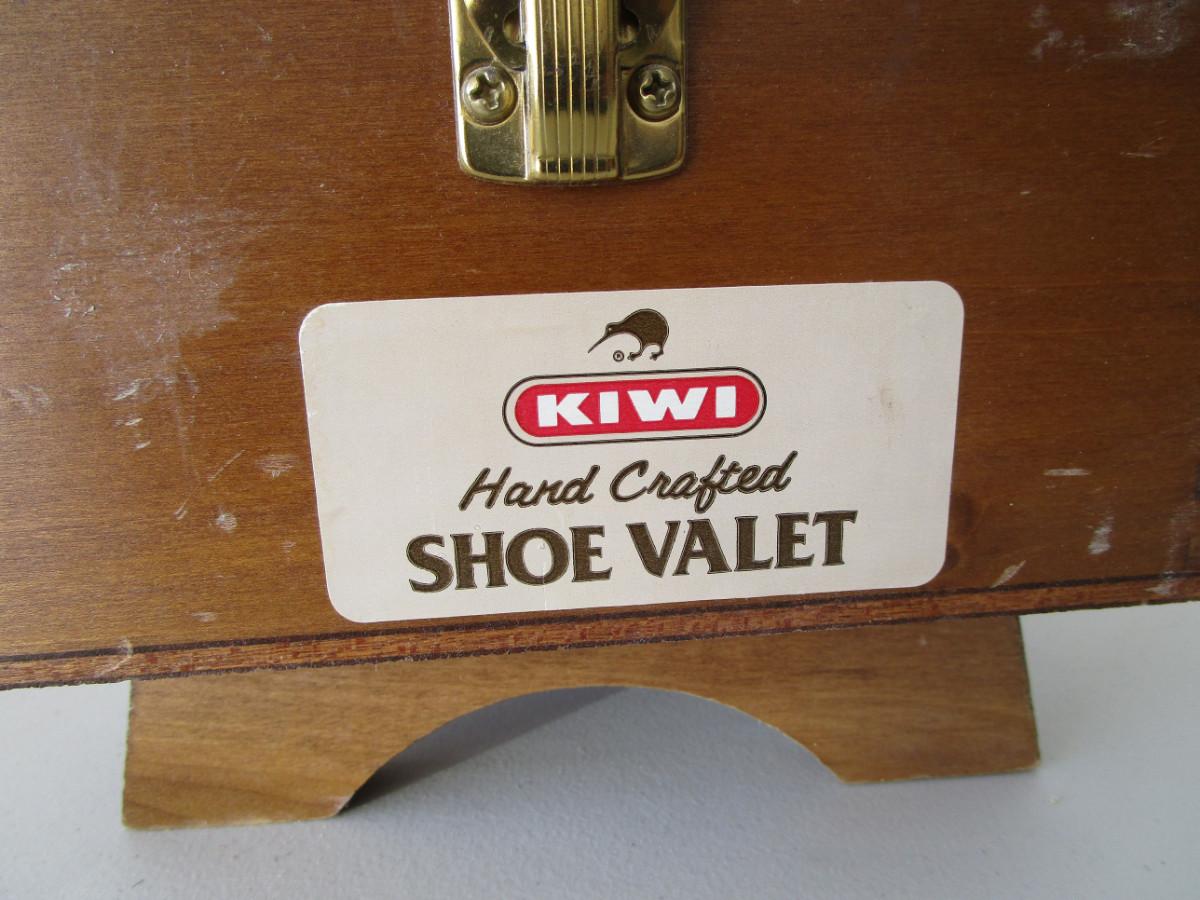 ®
KIWI
Hand Crafted
SHOE VALET